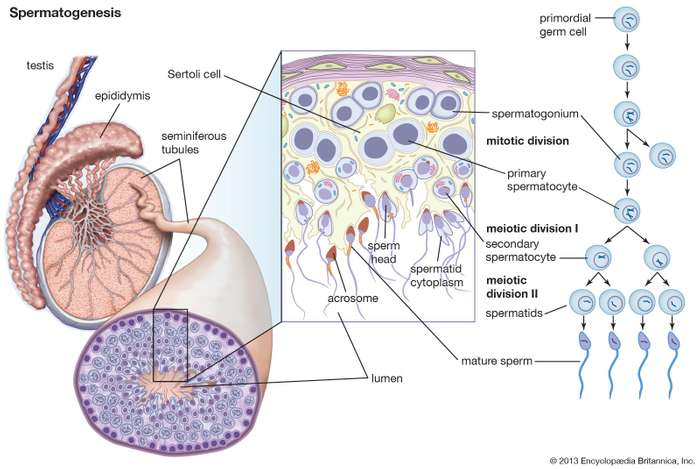 Spermatogenesis
testis
epididymis
seminiferous
tubules
Sertoli cell
sperm
head
spermatid
cytoplasm
acrosome
lumen
primordial
germ cell
spermatogonium
mitotic division
primary
spermatocyte
meiotic division I
secondary
spermatocyte
meiotic
division II
spermatids
mature sperm
© 2013 Encyclopædia Britannica, Inc.